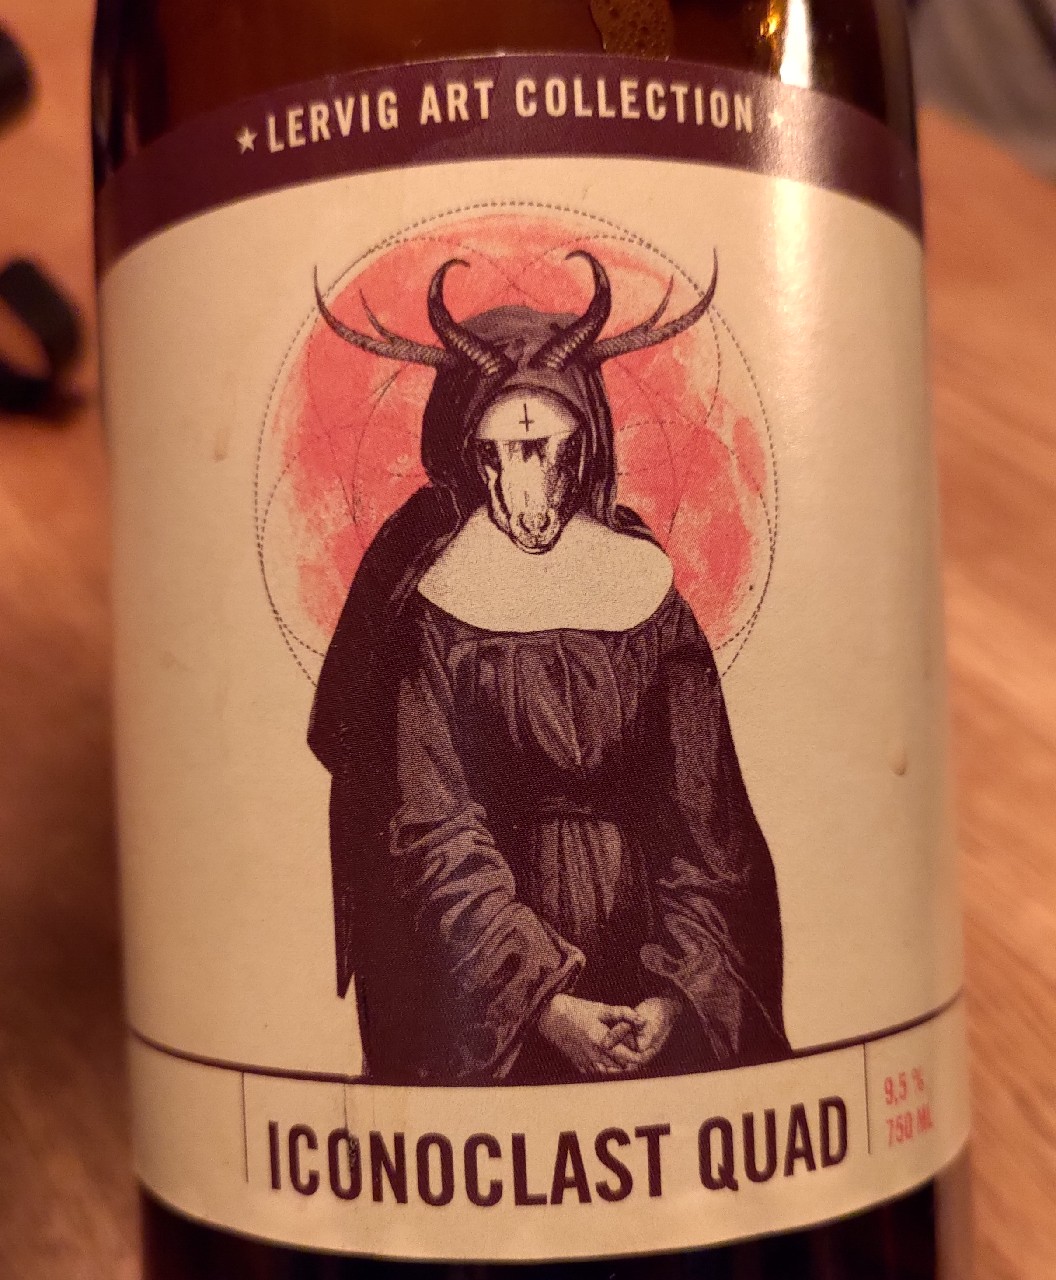 ★ LERVIG ART COLLECTION ★
ICONOCLAST QUAD
9,5 %
750 ML